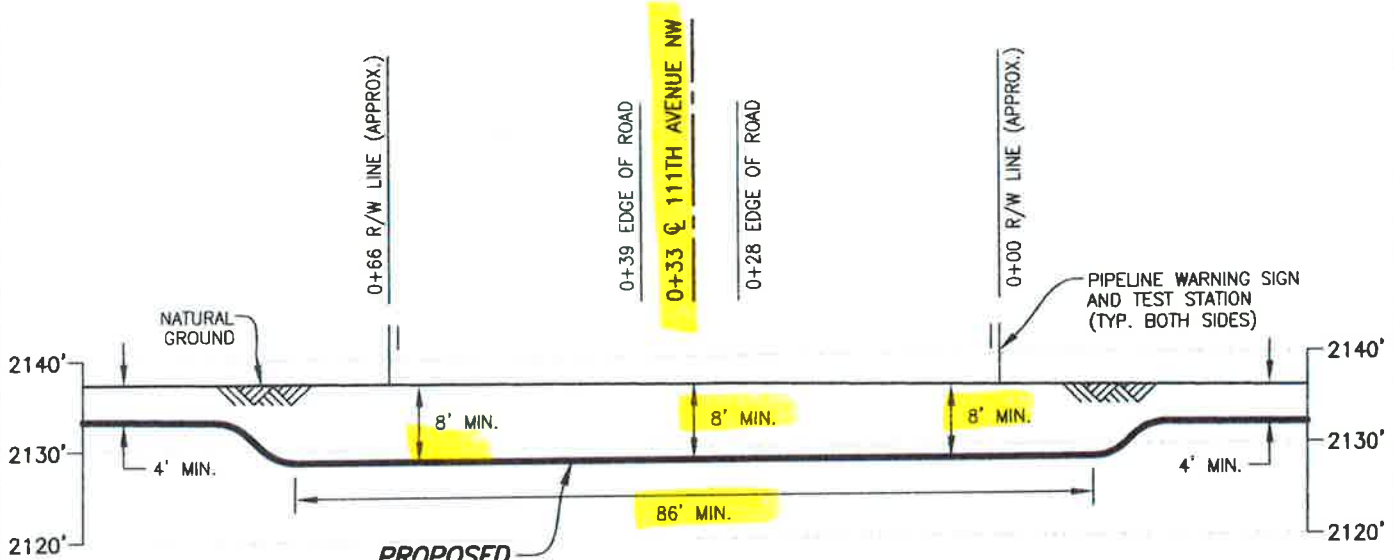 0+66 R/W LINE (APPROX.)
0+39 EDGE OF ROAD
0+33 ℄ 111TH AVENUE NW
0+28 EDGE OF ROAD
0+00 R/W LINE (APPROX.)
PIPELINE WARNING SIGN
AND TEST STATION
(TYP. BOTH SIDES)
NATURAL
GROUND
2140'
2140'
8' MIN.
8' MIN.
8' MIN.
2130'
2130'
4' MIN.
4' MIN.
86' MIN.
2120'
2120'
PROPOSED